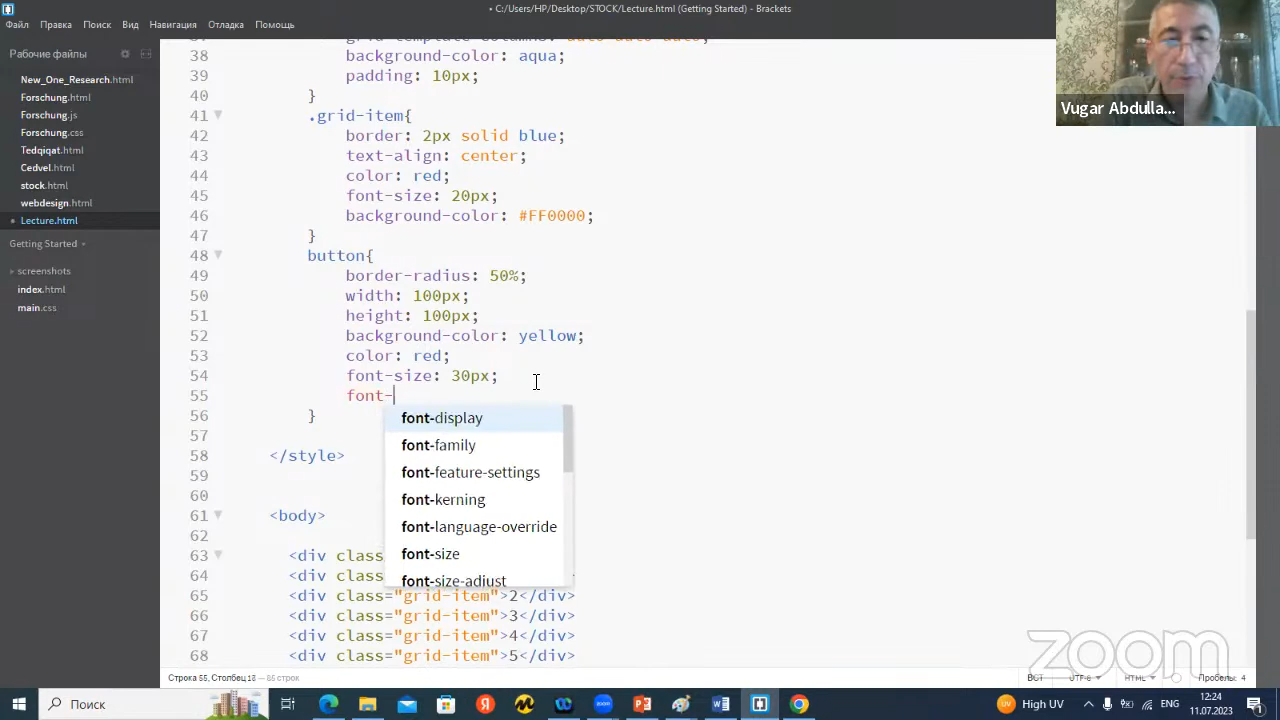 • C:/Users/HP/Desktop/STOCK/Lecture.html (Getting Started) - Brackets
Файл Правка Поиск Вид Навигация Отладка Помощь
Рабочие файлы
New_One_Research.html
Forschung.html
Forschung.js
Forschung.css
Tedqiqat.html
Cedvel.html
stock.html
webdesign.html
Lecture.html
Getting Started
screenshots
index.html
main.css
38 background-color: aqua;
39 padding: 10px;
40 }
41 .grid-item{
42 border: 2px solid blue;
43 text-align: center;
44 color: red;
45 font-size: 20px;
46 background-color: #FF0000;
47 }
48 button{
49 border-radius: 50%;
50 width: 100px;
51 height: 100px;
52 background-color: yellow;
53 color: red;
54 font-size: 30px;
55 font-
56 }
57
58 </style>
59
60
61 <body>
62
63 <div class=
64 <div class=
65 <div class="grid-item">2</div>
66 <div class="grid-item">3</div>
67 <div class="grid-item">4</div>
68 <div class="grid-item">5</div>
font-display
font-family
font-feature-settings
font-kerning
font-language-override
font-size
font-size-adjust
Vugar Abdulla...
zoom
Строка 55, Столбец 18 — 85 строк
ВСТ UTF-8 HTML Пробелы: 4
Поиск
High UV
ENG
12:24
11.07.2023